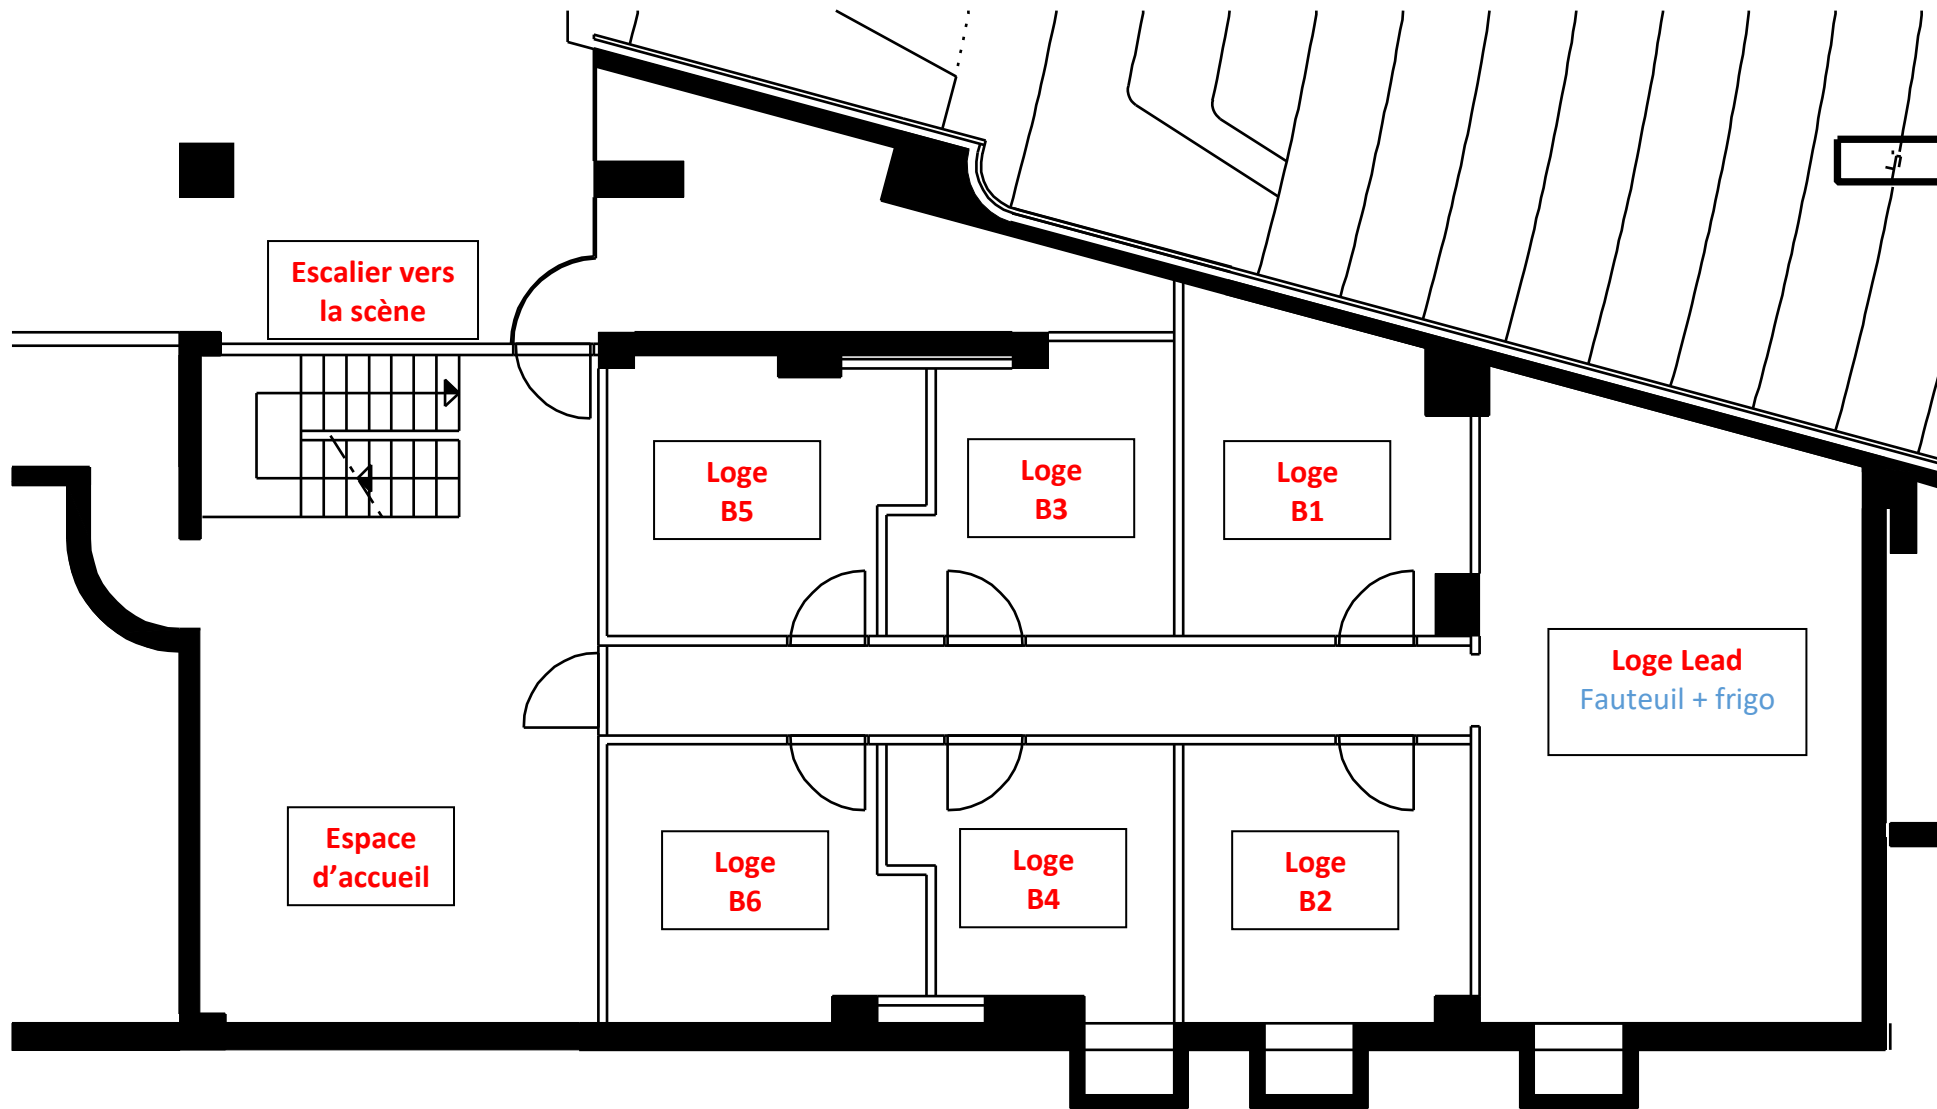 Escalier vers
la scène
Loge
B5
Loge
B3
Loge
B1
Loge Lead
Fauteuil + frigo
Espace
d’accueil
Loge
B6
Loge
B4
Loge
B2